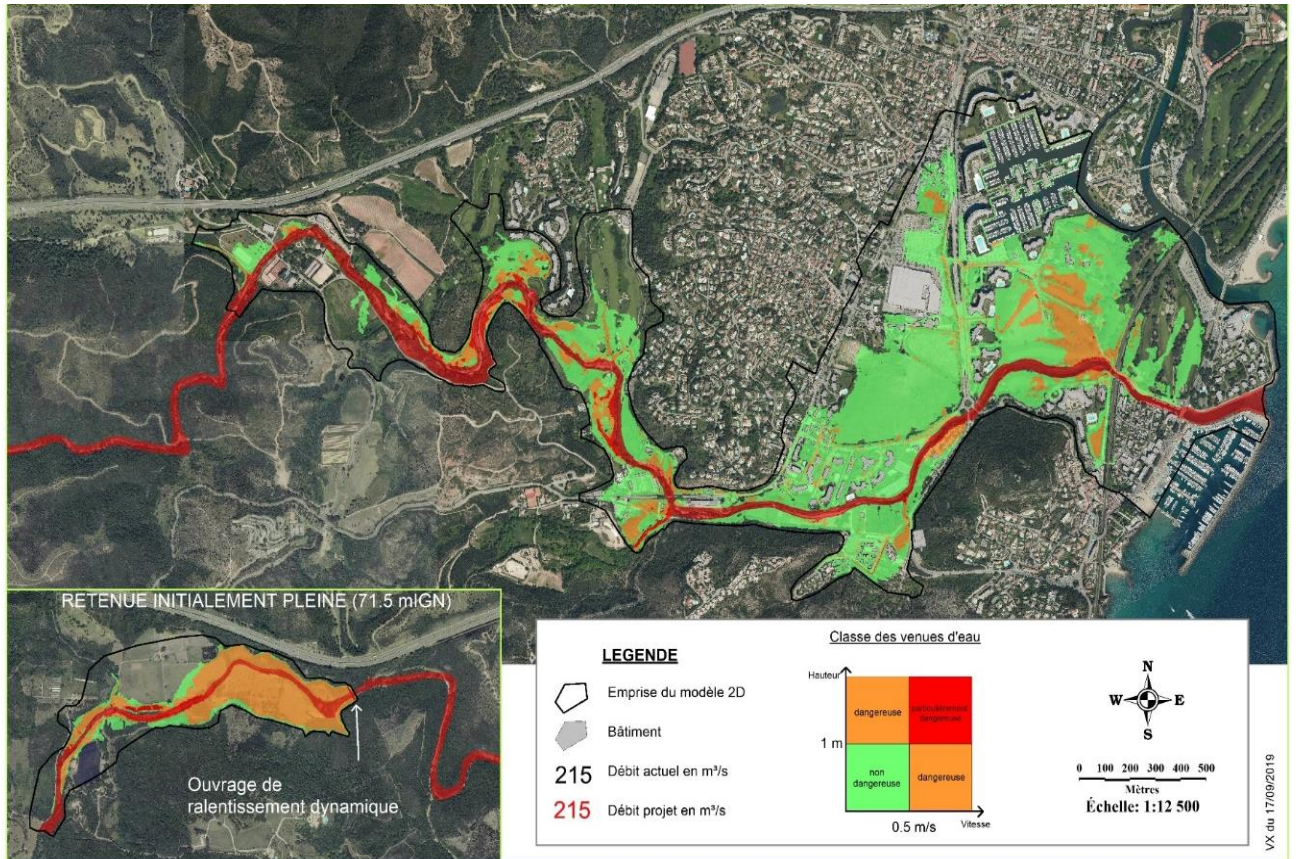 RETENUE INITIALEMENT PLEINE (71.5 mIGN)
Ouvrage de
ralentissement dynamique
LEGENDE
Emprise du modèle 2D
Bâtiment
215 Débit actuel en m³/s
215 Débit projet en m³/s
Classe des venues d'eau
Hauteur
dangereuse
particulièrement
dangereuse
1 m
non
dangereuse
dangereuse
0.5 m/s
Vitesse
N
W E
S
0 100 200 300 400 500
Mètres
Échelle: 1:12 500
VX du 17/09/2019